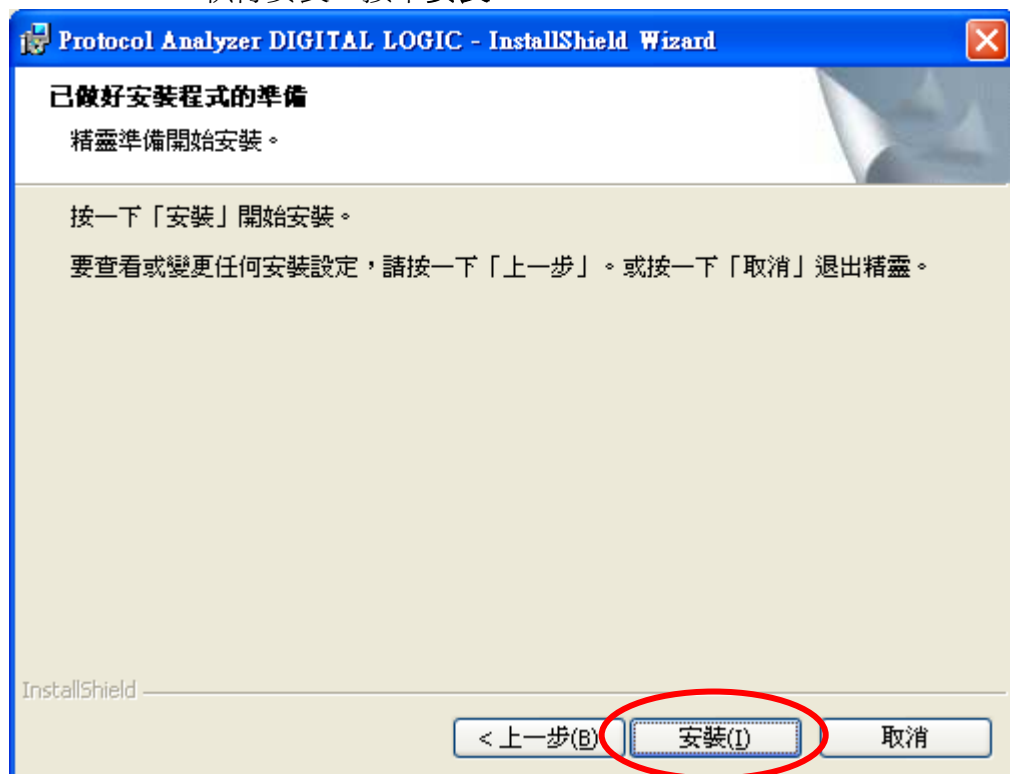 Protocol Analyzer DIGITAL LOGIC - InstallShield Wizard
已做好安裝程式的準備
精靈準備開始安裝。
按一下「安裝」開始安裝。
要查看或變更任何安裝設定，請按一下「上一步」。或按一下「取消」退出精靈。
InstallShield
< 上一步(B) 安裝(I) 取消